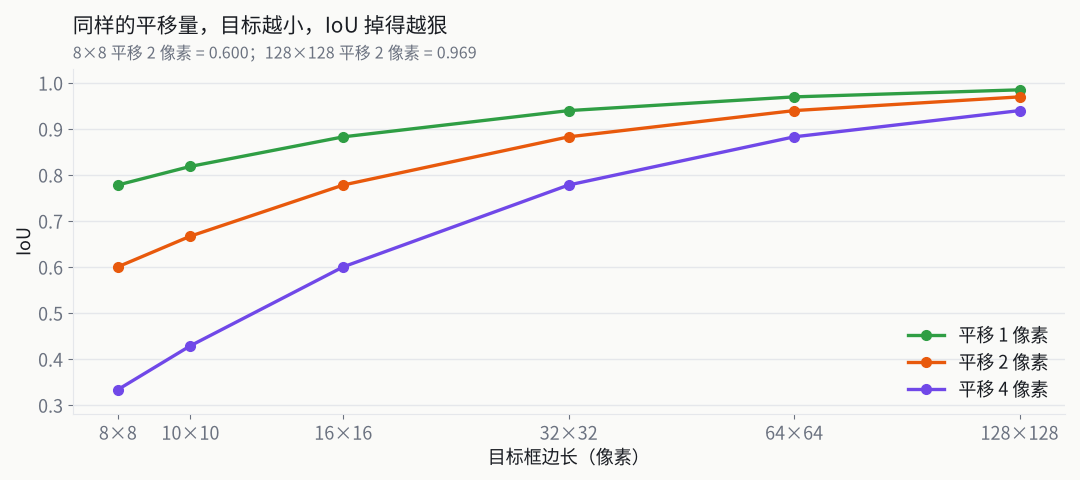 同样的平移量，目标越小，IoU 掉得越狠
8×8 平移 2 像素 = 0.600；128×128 平移 2 像素 = 0.969
1.0
0.9
0.8
0.7
0.6
0.5
0.4
0.3
IoU
平移 1 像素
平移 2 像素
平移 4 像素
8×8 10×10 16×16 32×32 64×64 128×128
目标框边长（像素）